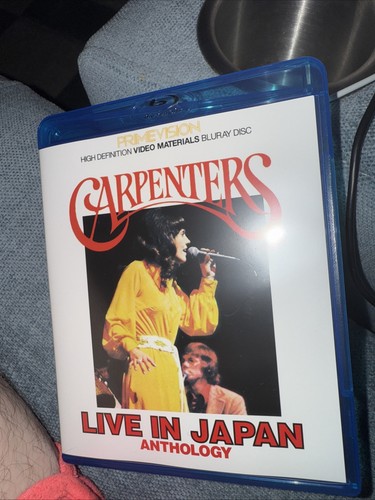 PRIMEVISION
HIGH DEFINITION VIDEO MATERIALS BLURAY DISC
CARPENTERS
LIVE IN JAPAN
ANTHOLOGY